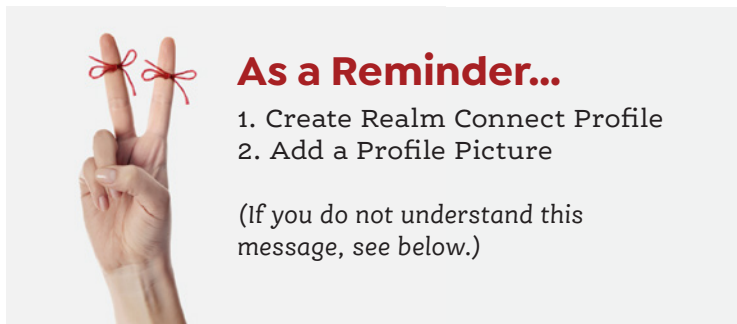 As a Reminder...
1. Create Realm Connect Profile
2. Add a Profile Picture
(If you do not understand this
message, see below.)